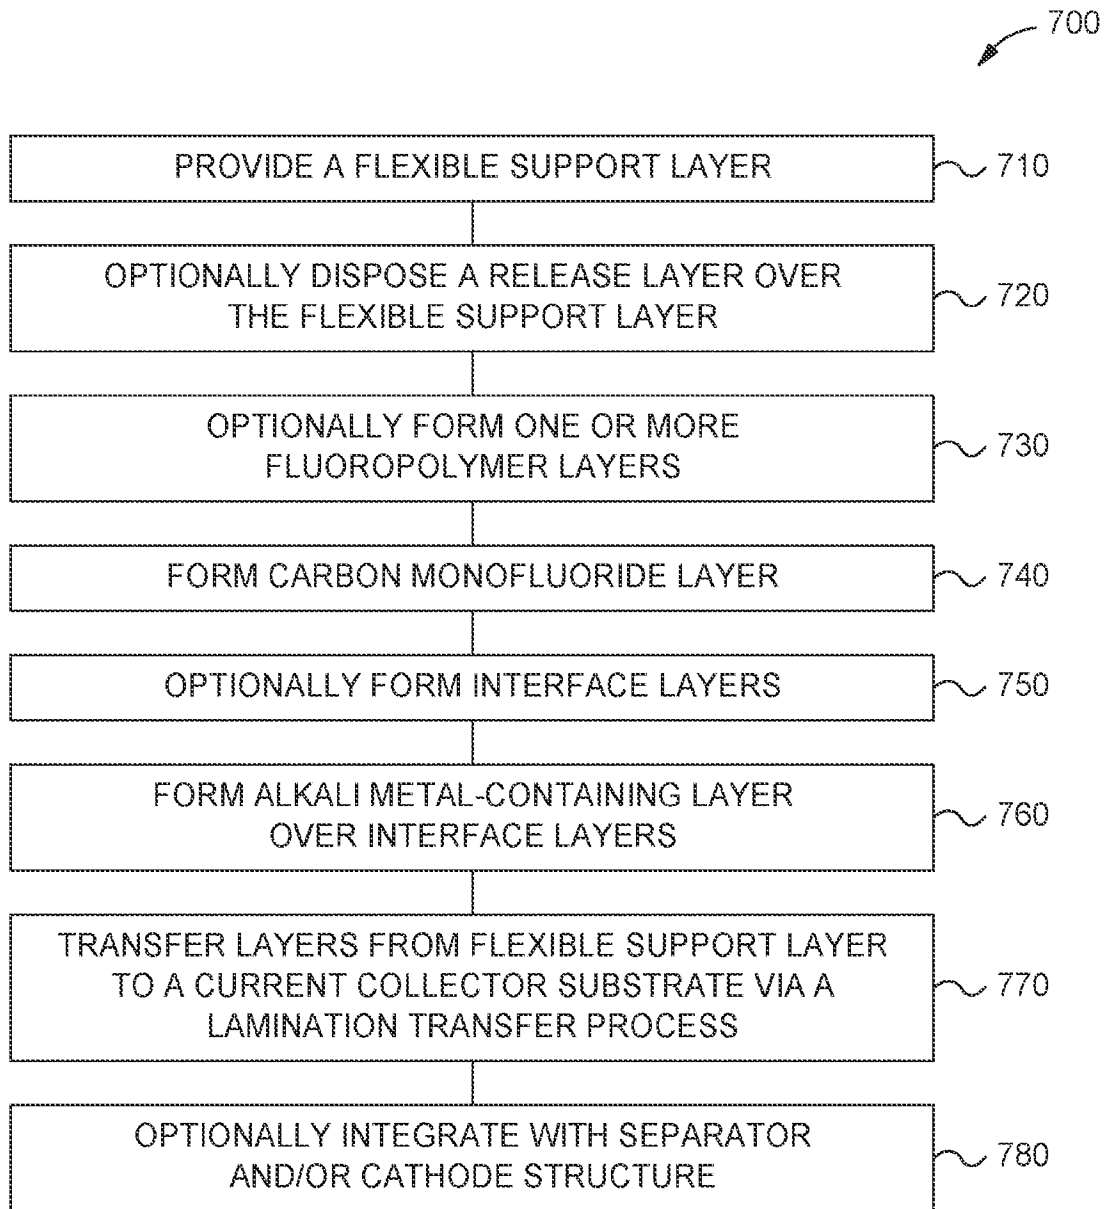 700
PROVIDE A FLEXIBLE SUPPORT LAYER
710
OPTIONALLY DISPOSE A RELEASE LAYER OVER
THE FLEXIBLE SUPPORT LAYER
720
OPTIONALLY FORM ONE OR MORE
FLUOROPOLYMER LAYERS
730
FORM CARBON MONOFLUORIDE LAYER
740
OPTIONALLY FORM INTERFACE LAYERS
750
FORM ALKALI METAL-CONTAINING LAYER
OVER INTERFACE LAYERS
760
TRANSFER LAYERS FROM FLEXIBLE SUPPORT LAYER
TO A CURRENT COLLECTOR SUBSTRATE VIA A
LAMINATION TRANSFER PROCESS
770
OPTIONALLY INTEGRATE WITH SEPARATOR
AND/OR CATHODE STRUCTURE
780